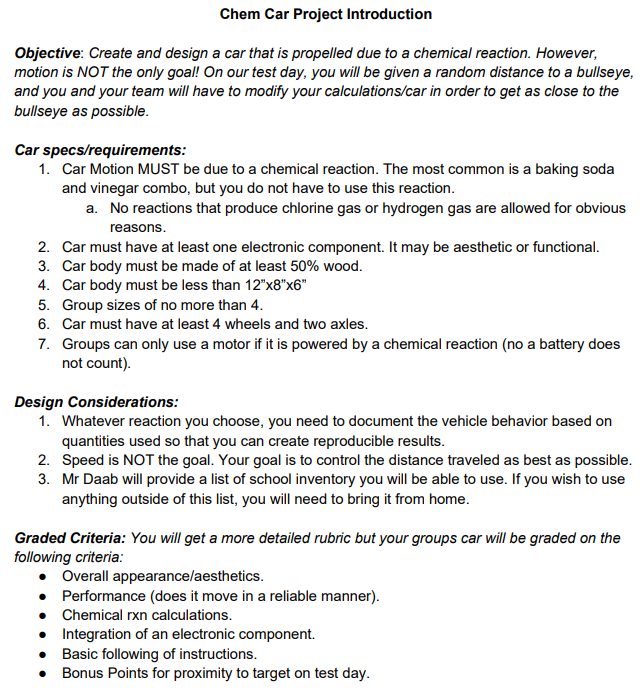 Chem Car Project Introduction
Objective: Create and design a car that is propelled due to a chemical reaction. However,
motion is NOT the only goal! On our test day, you will be given a random distance to a bullseye,
and you and your team will have to modify your calculations/car in order to get as close to the
bullseye as possible.
Car specs/requirements:
1. Car Motion MUST be due to a chemical reaction. The most common is a baking soda
and vinegar combo, but you do not have to use this reaction.
a. No reactions that produce chlorine gas or hydrogen gas are allowed for obvious
reasons.
2. Car must have at least one electronic component. It may be aesthetic or functional.
3. Car body must be made of at least 50% wood.
4. Car body must be less than 12”x8”x6”
5. Group sizes of no more than 4.
6. Car must have at least 4 wheels and two axles.
7. Groups can only use a motor if it is powered by a chemical reaction (no a battery does
not count).
Design Considerations:
1. Whatever reaction you choose, you need to document the vehicle behavior based on
quantities used so that you can create reproducible results.
2. Speed is NOT the goal. Your goal is to control the distance traveled as best as possible.
3. Mr Daab will provide a list of school inventory you will be able to use. If you wish to use
anything outside of this list, you will need to bring it from home.
Graded Criteria: You will get a more detailed rubric but your groups car will be graded on the
following criteria:
● Overall appearance/aesthetics.
● Performance (does it move in a reliable manner).
● Chemical rxn calculations.
● Integration of an electronic component.
● Basic following of instructions.
● Bonus Points for proximity to target on test day.